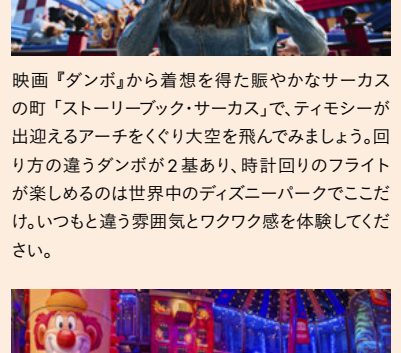 映画『ダンボ』から着想を得た賑やかなサーカス
の町「ストーリーブック・サーカス」で、ティモシーが
出迎えるアーチをくぐり大空を飛んでみましょう。回
り方の違うダンボが2基あり、時計回りのフライト
が楽しめるのは世界中のディズニーパークでここだ
け。いつもと違う雰囲気とワクワク感を体験してくだ
さい。